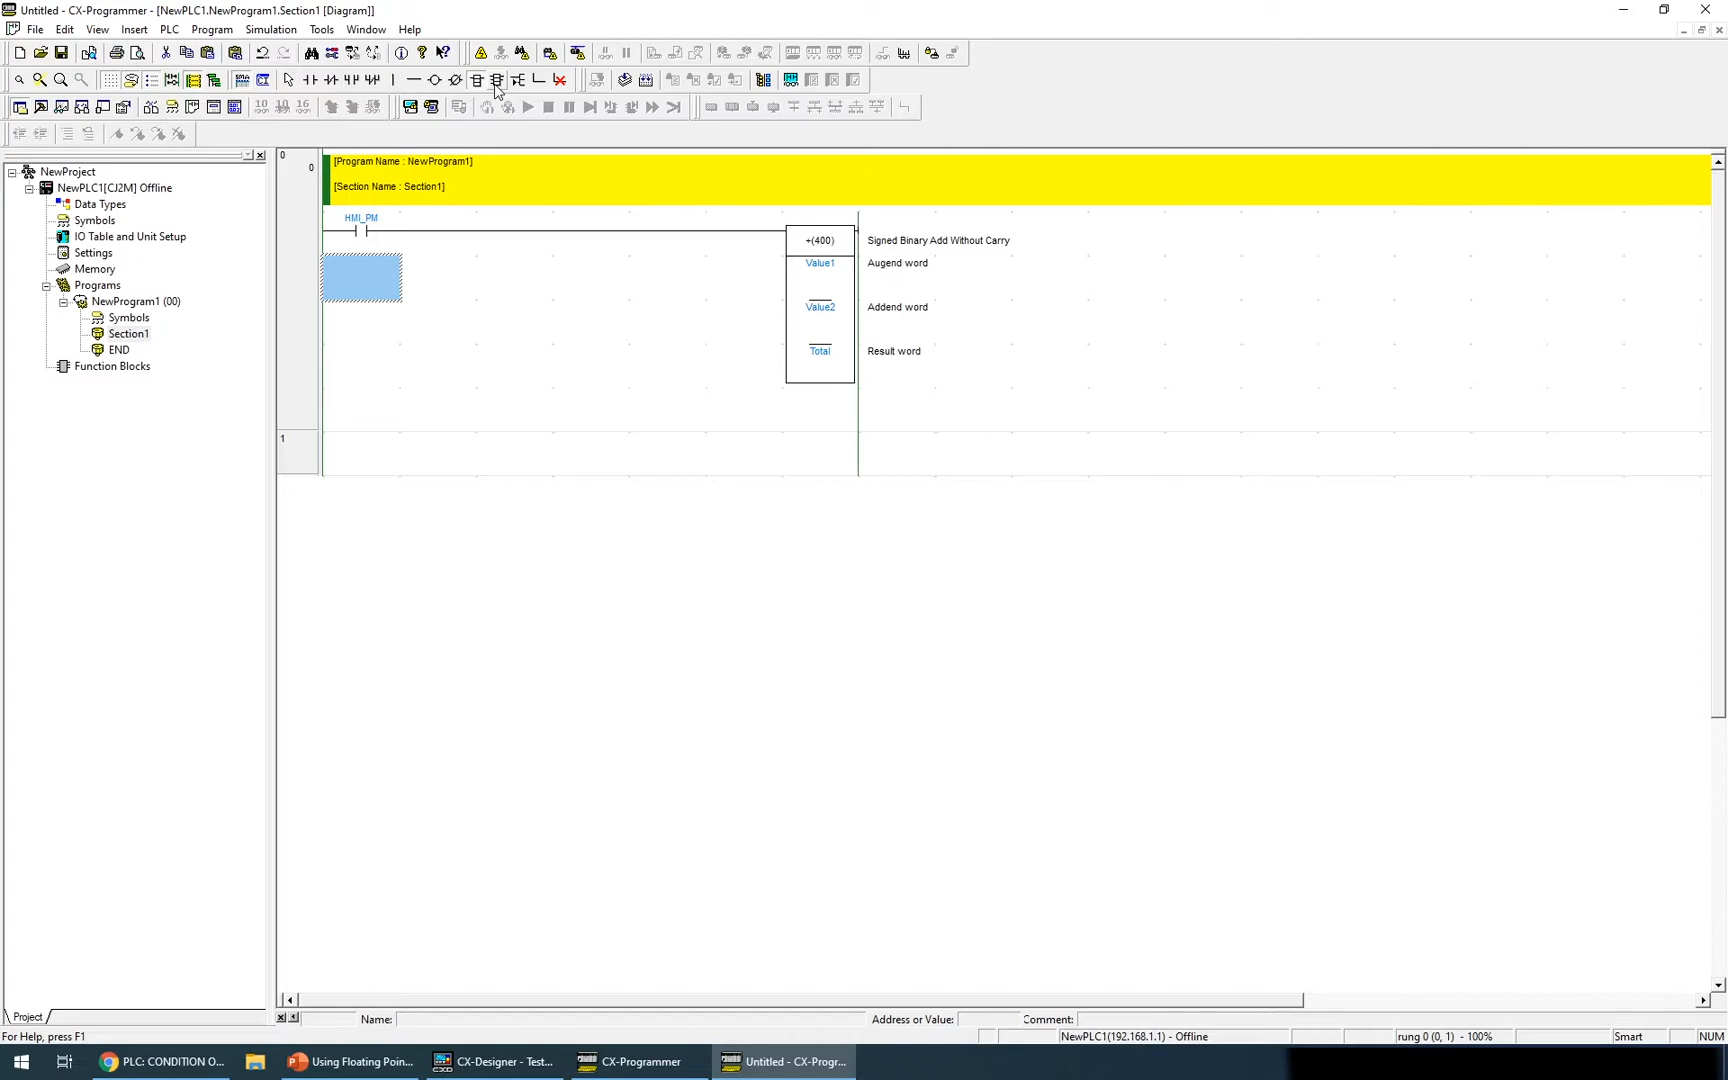 Untitled - CX-Programmer - [NewPLC1.NewProgram1.Section1 [Diagram]]
File Edit View Insert PLC Program Simulation Tools Window Help
10 10 16
NewProject
NewPLC1[CJ2M] Offline
Data Types
Symbols
IO Table and Unit Setup
Settings
Memory
Programs
NewProgram1 (00)
Symbols
Section1
END
Function Blocks
Project
0
0
[Program Name : NewProgram1]
[Section Name : Section1]
HMI_PM
+(400) Signed Binary Add Without Carry
Value1 Augend word
Value2 Addend word
Total Result word
0
1
Name: Address or Value: Comment:
For Help, press F1 NewPLC1(192.168.1.1) - Offline rung 0 (0, 1) - 100% Smart NUM
PLC: CONDITION O... Using Floating Poin... CX-Designer - Test... CX-Programmer Untitled - CX-Progr...